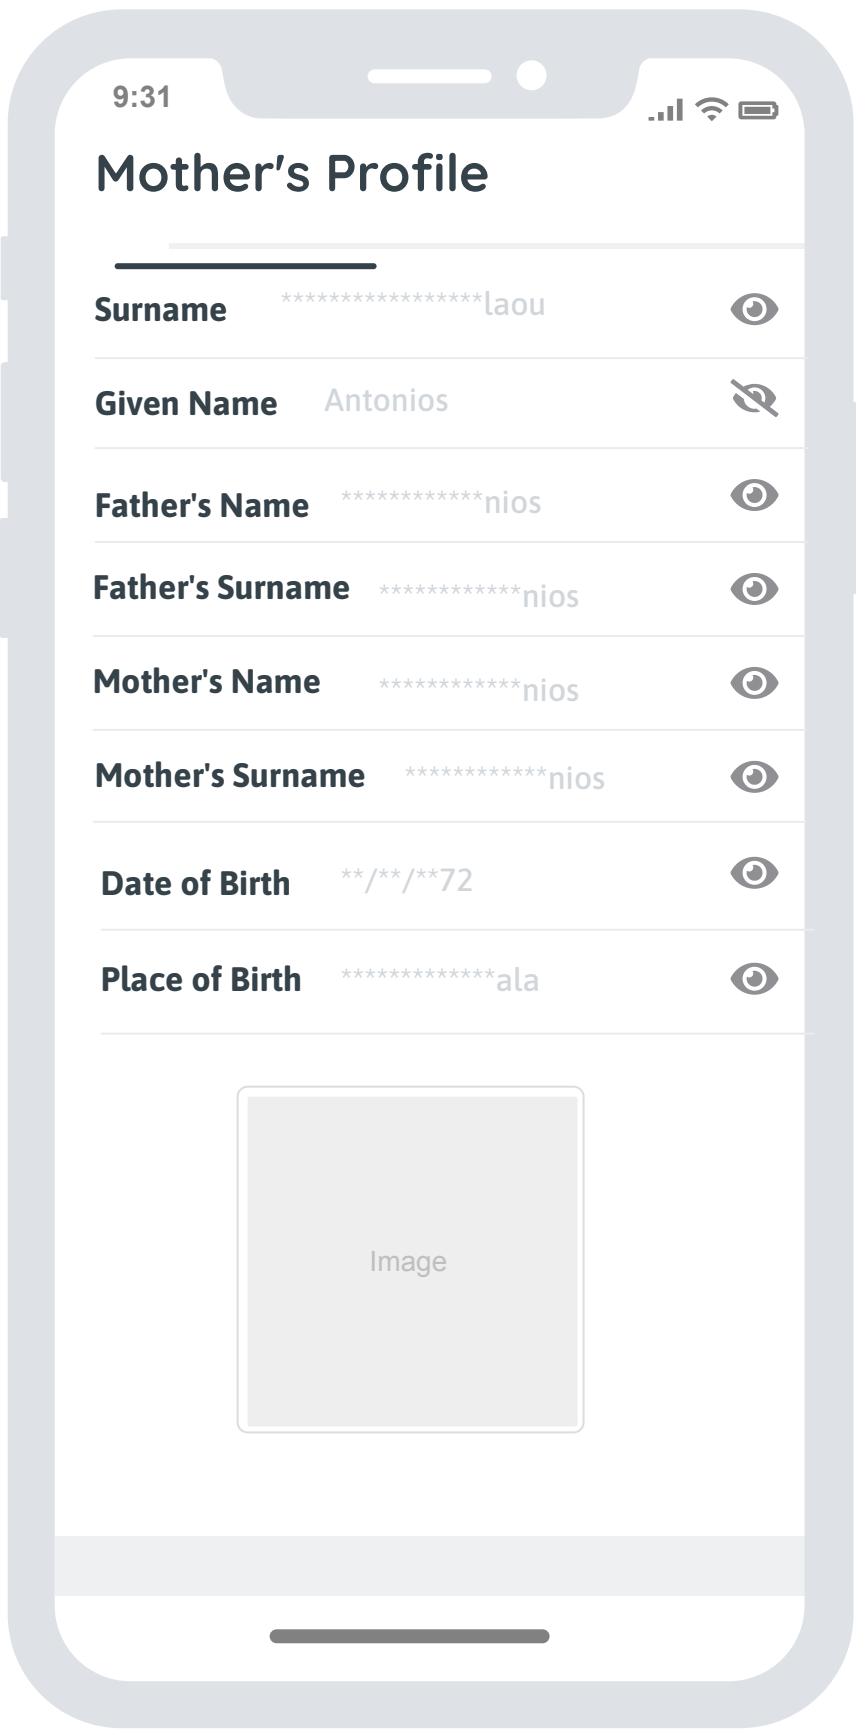 9:31
Mother's Profile
Surname *****************laou
Given Name Antonios
Father's Name ************nios
Father's Surname ************nios
Mother's Name ************nios
Mother's Surname ************nios
Date of Birth **/**/**72
Place of Birth *************ala
Image